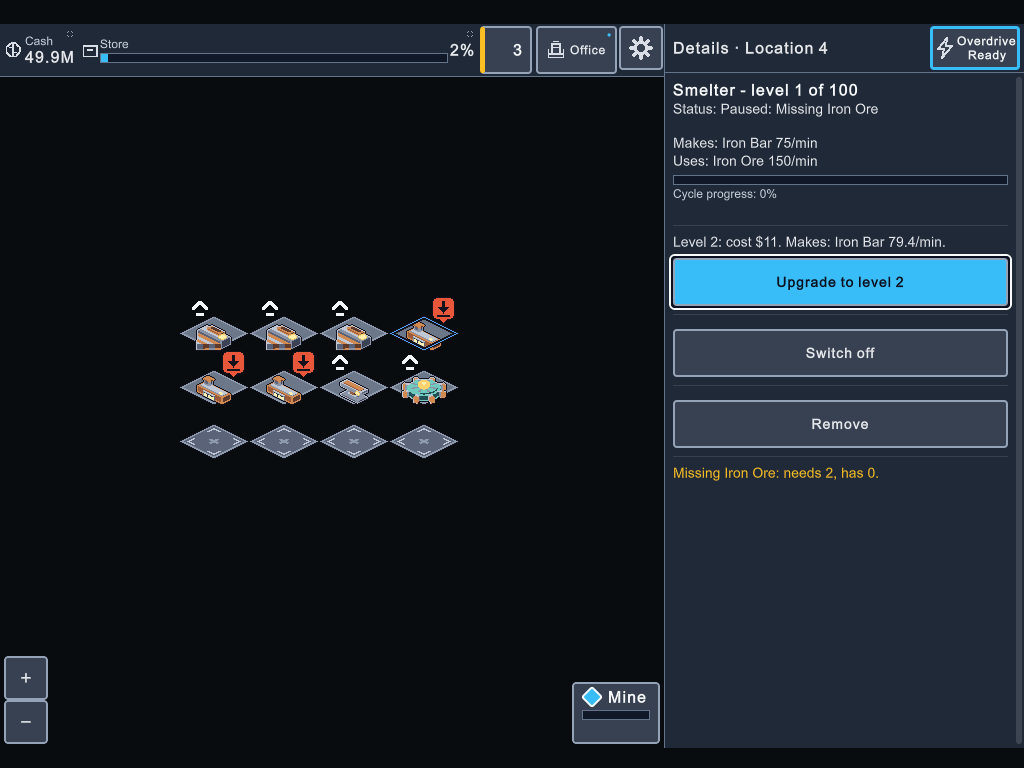 Cash
49.9M
Store
2%
3
Office
Details · Location 4
Overdrive
Ready
Smelter - level 1 of 100
Status: Paused: Missing Iron Ore
Makes: Iron Bar 75/min
Uses: Iron Ore 150/min
Cycle progress: 0%
Level 2: cost $11. Makes: Iron Bar 79.4/min.
Upgrade to level 2
Switch off
Remove
Missing Iron Ore: needs 2, has 0.
+
−
Mine